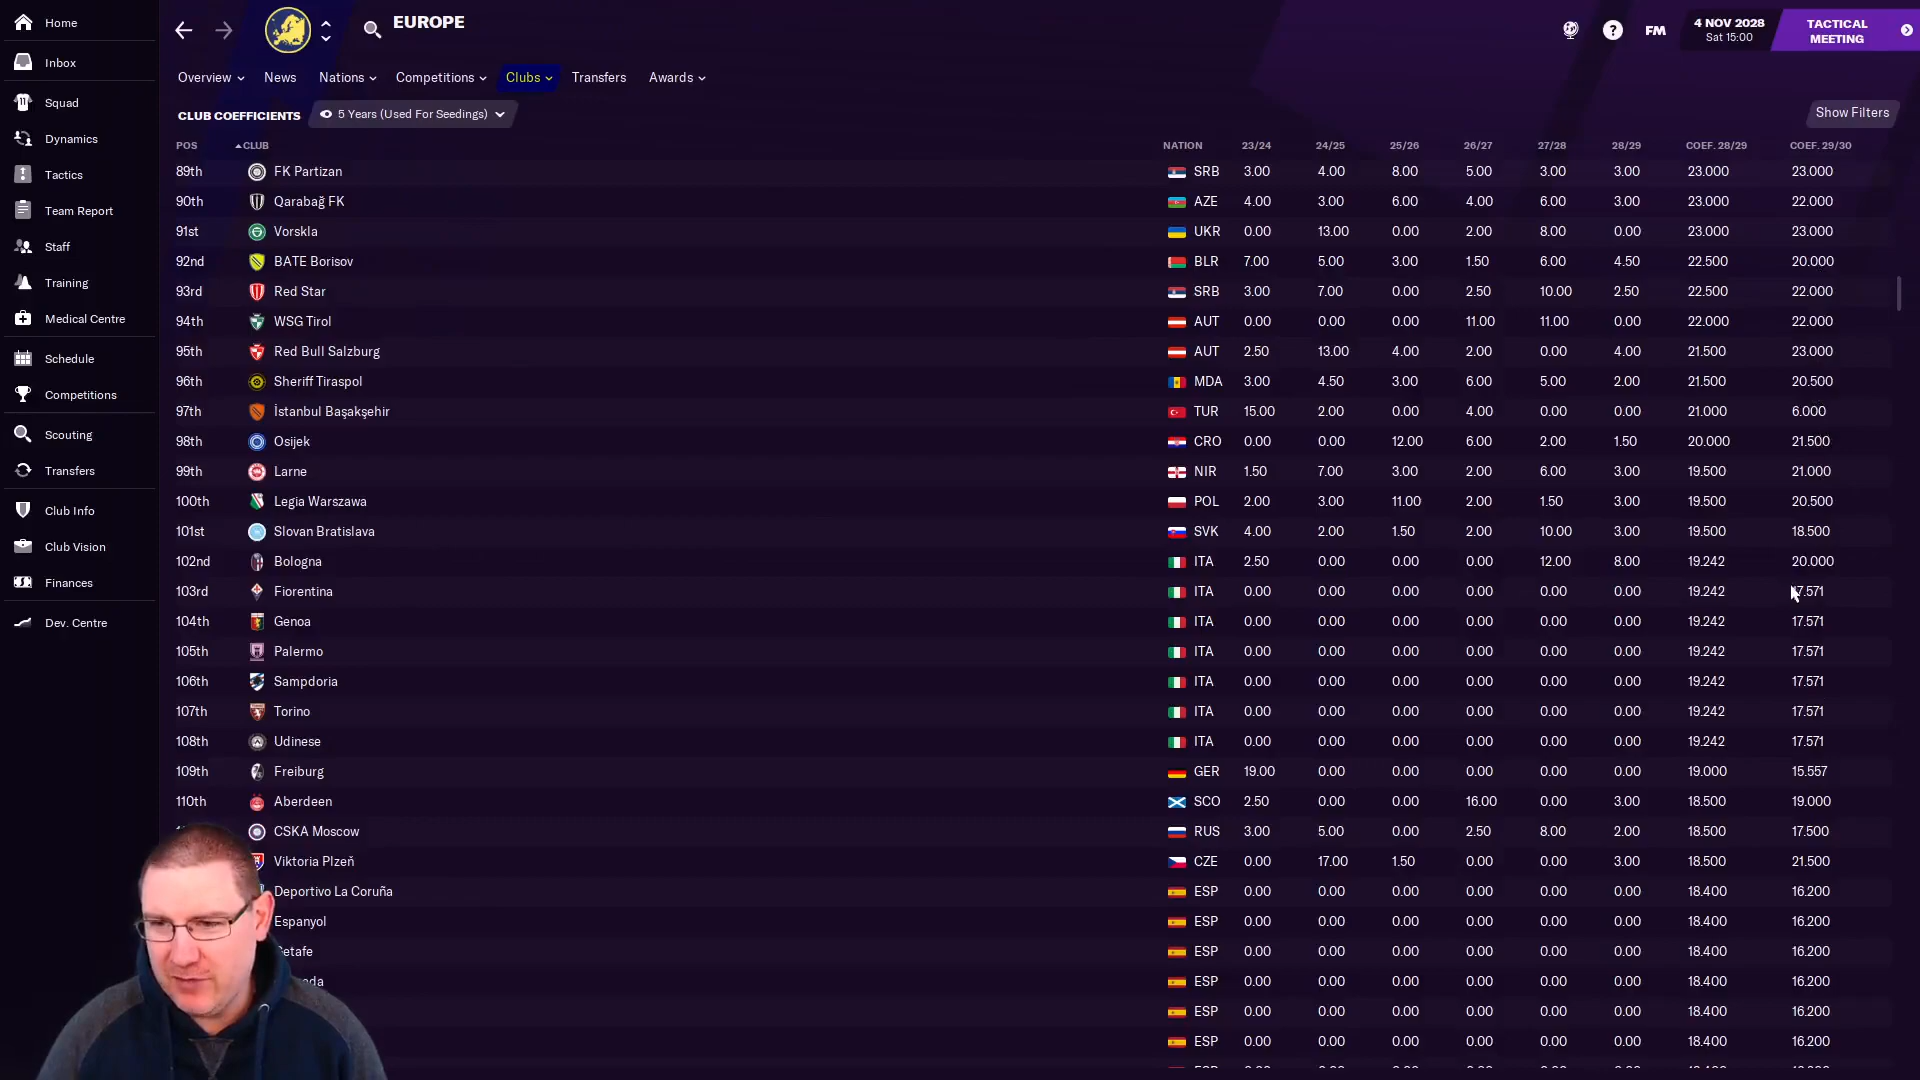 Home
Inbox
Squad
Dynamics
Tactics
Team Report
Staff
Training
Medical Centre
Schedule
Competitions
Scouting
Transfers
Club Info
Club Vision
Finances
Dev. Centre
EUROPE
FM 4 NOV 2028 TACTICAL
Sat 15:00 MEETING
Overview News Nations Competitions Clubs Transfers Awards
CLUB COEFFICIENTS 5 Years (Used For Seedings) Show Filters
POS CLUB NATION 23/24 24/25 25/26 26/27 27/28 28/29 COEF. 28/29 COEF. 29/30
89th FK Partizan SRB 3.00 4.00 8.00 5.00 3.00 3.00 23.000 23.000
90th Qarabağ FK AZE 4.00 3.00 6.00 4.00 6.00 3.00 23.000 22.000
91st Vorskla UKR 0.00 13.00 0.00 2.00 8.00 0.00 23.000 23.000
92nd BATE Borisov BLR 7.00 5.00 3.00 1.50 6.00 4.50 22.500 20.000
93rd Red Star SRB 3.00 7.00 0.00 2.50 10.00 2.50 22.500 22.000
94th WSG Tirol AUT 0.00 0.00 0.00 11.00 11.00 0.00 22.000 22.000
95th Red Bull Salzburg AUT 2.50 13.00 4.00 2.00 0.00 4.00 21.500 23.000
96th Sheriff Tiraspol MDA 3.00 4.50 3.00 6.00 5.00 2.00 21.500 20.500
97th İstanbul Başakşehir TUR 15.00 2.00 0.00 4.00 0.00 0.00 21.000 6.000
98th Osijek CRO 0.00 0.00 12.00 6.00 2.00 1.50 20.000 21.500
99th Larne NIR 1.50 7.00 3.00 2.00 6.00 3.00 19.500 21.000
100th Legia Warszawa POL 2.00 3.00 11.00 2.00 1.50 3.00 19.500 20.500
101st Slovan Bratislava SVK 4.00 2.00 1.50 2.00 10.00 3.00 19.500 18.500
102nd Bologna ITA 2.50 0.00 0.00 0.00 12.00 8.00 19.242 20.000
103rd Fiorentina ITA 0.00 0.00 0.00 0.00 0.00 0.00 19.242 7.571
104th Genoa ITA 0.00 0.00 0.00 0.00 0.00 0.00 19.242 17.571
105th Palermo ITA 0.00 0.00 0.00 0.00 0.00 0.00 19.242 17.571
106th Sampdoria ITA 0.00 0.00 0.00 0.00 0.00 0.00 19.242 17.571
107th Torino ITA 0.00 0.00 0.00 0.00 0.00 0.00 19.242 17.571
108th Udinese ITA 0.00 0.00 0.00 0.00 0.00 0.00 19.242 17.571
109th Freiburg GER 19.00 0.00 0.00 0.00 0.00 0.00 19.000 15.557
110th Aberdeen SCO 2.50 0.00 0.00 16.00 0.00 3.00 18.500 19.000
CSKA Moscow RUS 3.00 5.00 0.00 2.50 8.00 2.00 18.500 17.500
Viktoria Plzeň CZE 0.00 17.00 1.50 0.00 0.00 3.00 18.500 21.500
Deportivo La Coruña ESP 0.00 0.00 0.00 0.00 0.00 0.00 18.400 16.200
Espanyol ESP 0.00 0.00 0.00 0.00 0.00 0.00 18.400 16.200
etafe ESP 0.00 0.00 0.00 0.00 0.00 0.00 18.400 16.200
ada ESP 0.00 0.00 0.00 0.00 0.00 0.00 18.400 16.200
ESP 0.00 0.00 0.00 0.00 0.00 0.00 18.400 16.200
ESP 0.00 0.00 0.00 0.00 0.00 0.00 18.400 16.200